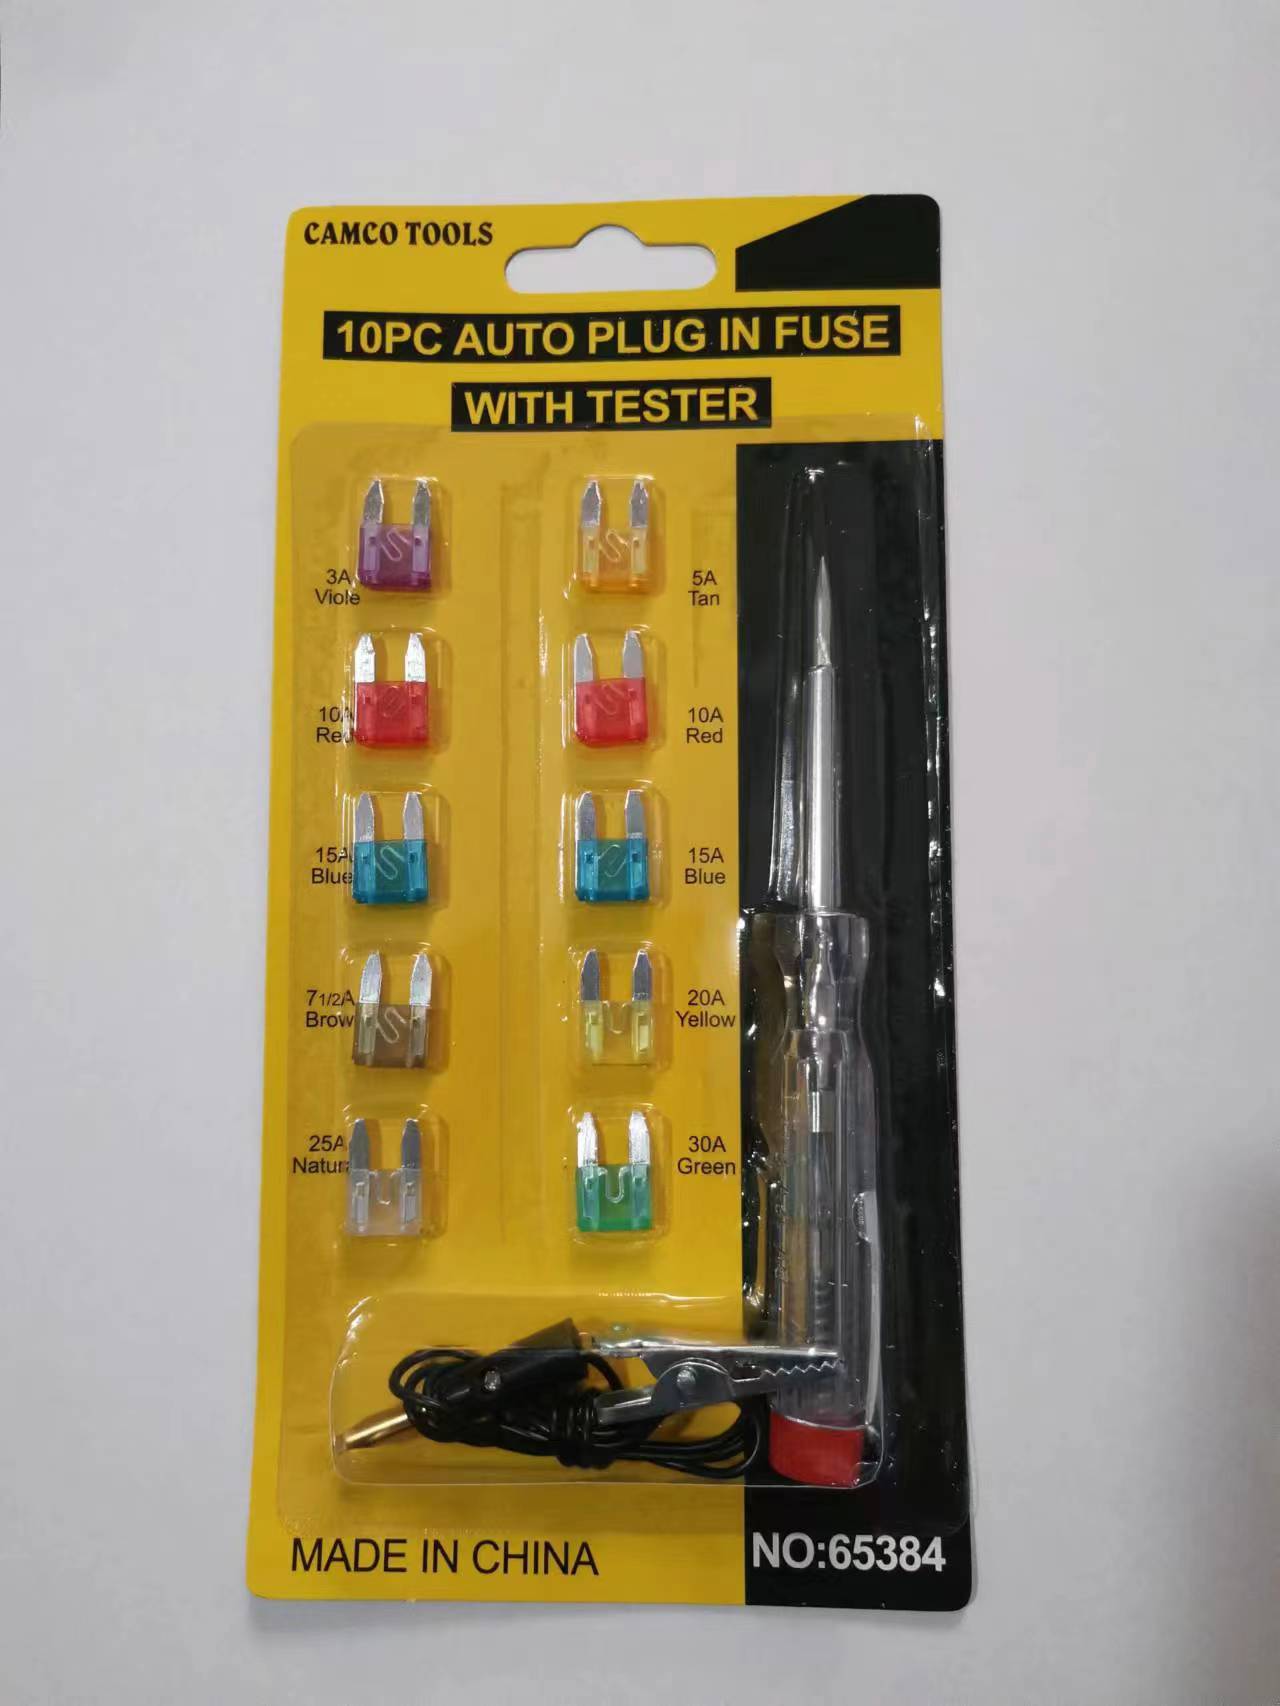 CAMCO TOOLS
10PC AUTO PLUG IN FUSE
WITH TESTER
3A
Viole
5A
Tan
10A
Red
10A
Red
15A
Blue
15A
Blue
71/2A
Brow
20A
Yellow
25A
Natura
30A
Green
MADE IN CHINA
NO:65384